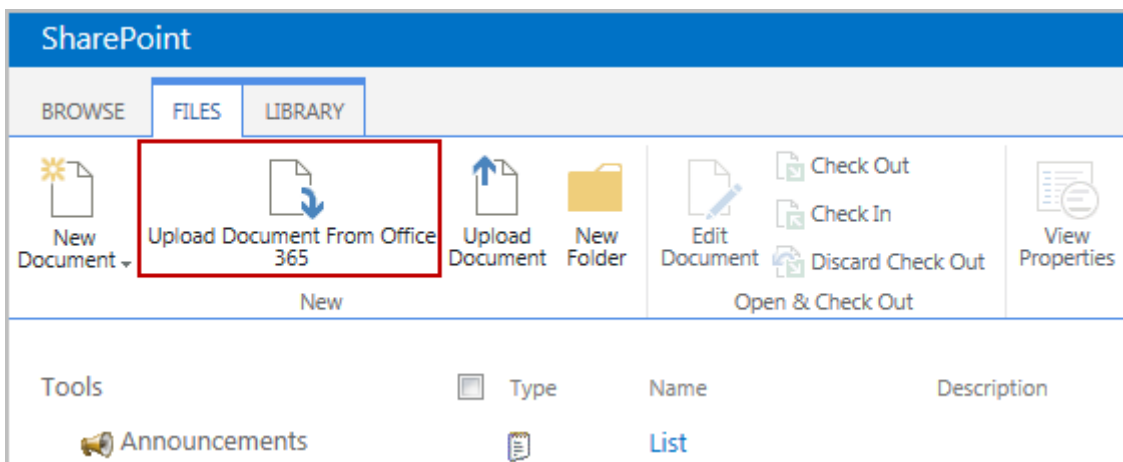 SharePoint
BROWSE FILES LIBRARY
New
Document
Upload Document From Office
365
Upload
Document
New
Folder
Edit
Document
Check Out
Check In
Discard Check Out
View
Properties
New
Open & Check Out
Tools Type Name Description
Announcements List